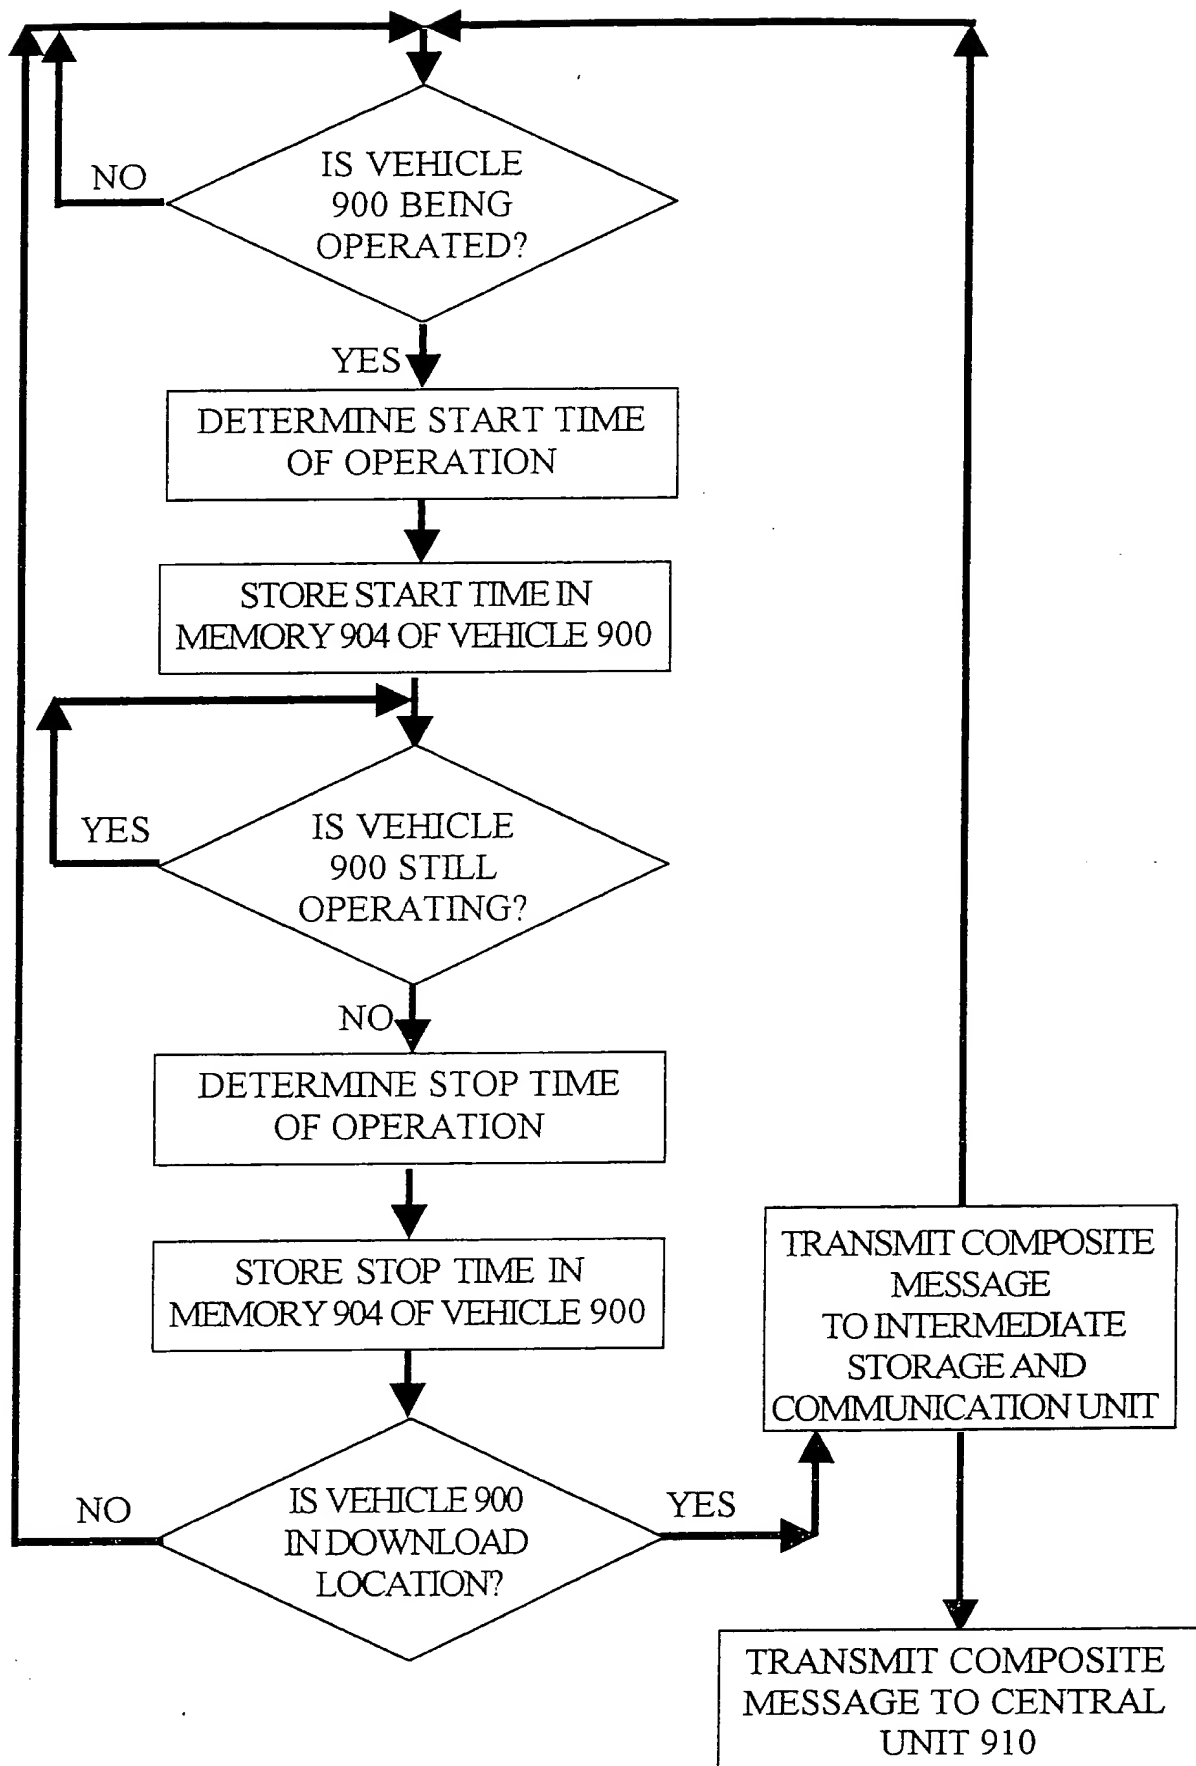 IS VEHICLE
900 BEING
OPERATED?
NO
YES
DETERMINE START TIME
OF OPERATION
STORE START TIME IN
MEMORY 904 OF VEHICLE 900
IS VEHICLE
900 STILL
OPERATING?
YES
NO
DETERMINE STOP TIME
OF OPERATION
STORE STOP TIME IN
MEMORY 904 OF VEHICLE 900
IS VEHICLE 900
IN DOWNLOAD
LOCATION?
NO
YES
TRANSMIT COMPOSITE
MESSAGE
TO INTERMEDIATE
STORAGE AND
COMMUNICATION UNIT
TRANSMIT COMPOSITE
MESSAGE TO CENTRAL
UNIT 910